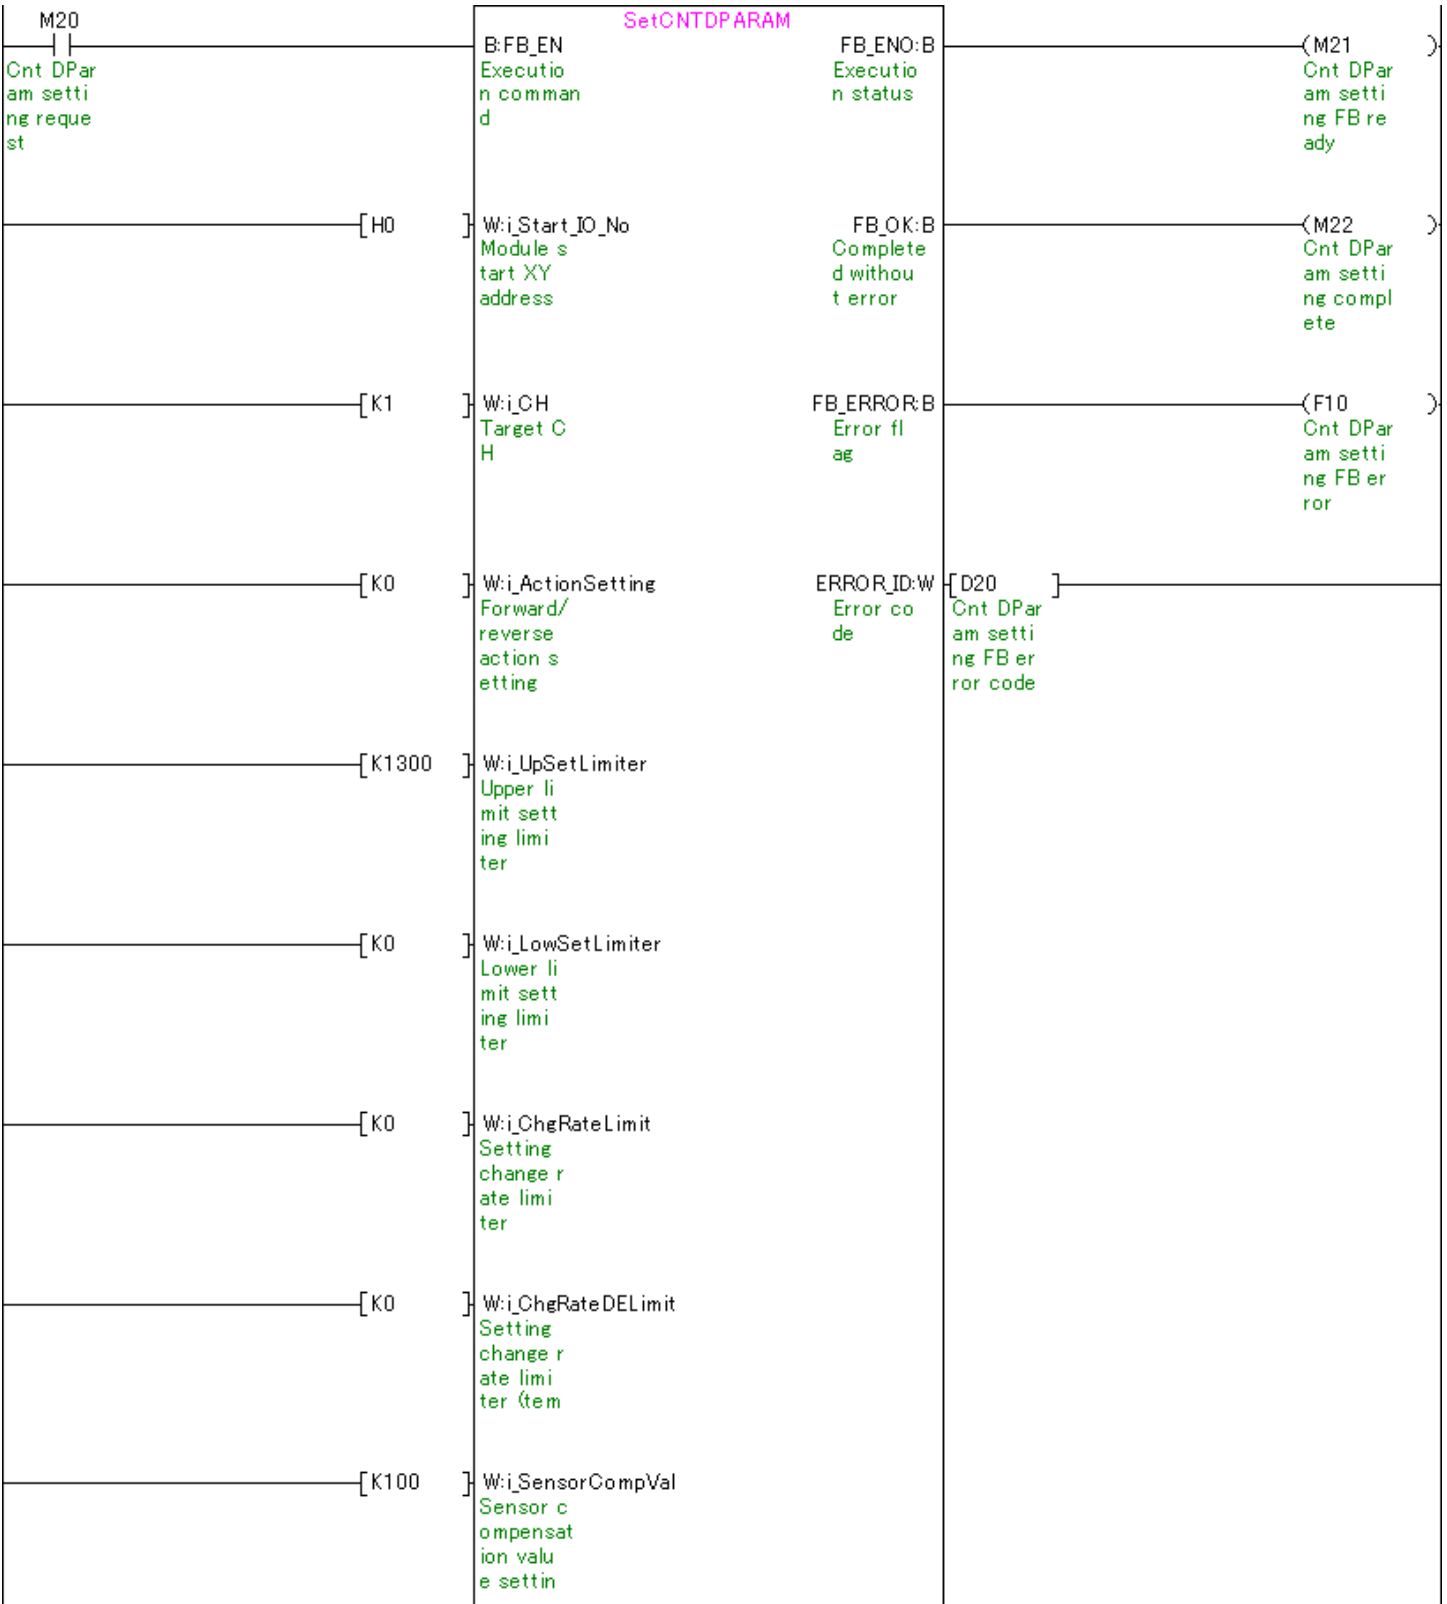 M20
SetCNTDPARAM
B:FB_EN
FB_ENO:B
(M21 )
Cnt DPar
am setti
ng reque
st
Executio
n comman
d
Executio
n status
Cnt DPar
am setti
ng FB re
ady
[H0 ]
W:i_Start_IO_No
FB_OK:B
(M22 )
Module s
tart XY
address
Complete
d withou
t error
Cnt DPar
am setti
ng compl
ete
[K1 ]
W:i_CH
FB_ERROR:B
(F10 )
Target C
H
Error fl
ag
Cnt DPar
am setti
ng FB er
ror
[K0 ]
W:i_ActionSetting
ERROR_ID:W
[D20 ]
Forward/
reverse
action s
etting
Error co
de
Cnt DPar
am setti
ng FB er
ror code
[K1300 ]
W:i_UpSetLimiter
Upper li
mit sett
ing limi
ter
[K0 ]
W:i_LowSetLimiter
Lower li
mit sett
ing limi
ter
[K0 ]
W:i_ChgRateLimit
Setting
change r
ate limi
ter
[K0 ]
W:i_ChgRateDELimit
Setting
change r
ate limi
ter (tem
[K100 ]
W:i_SensorCompVal
Sensor c
ompensat
ion valu
e settin